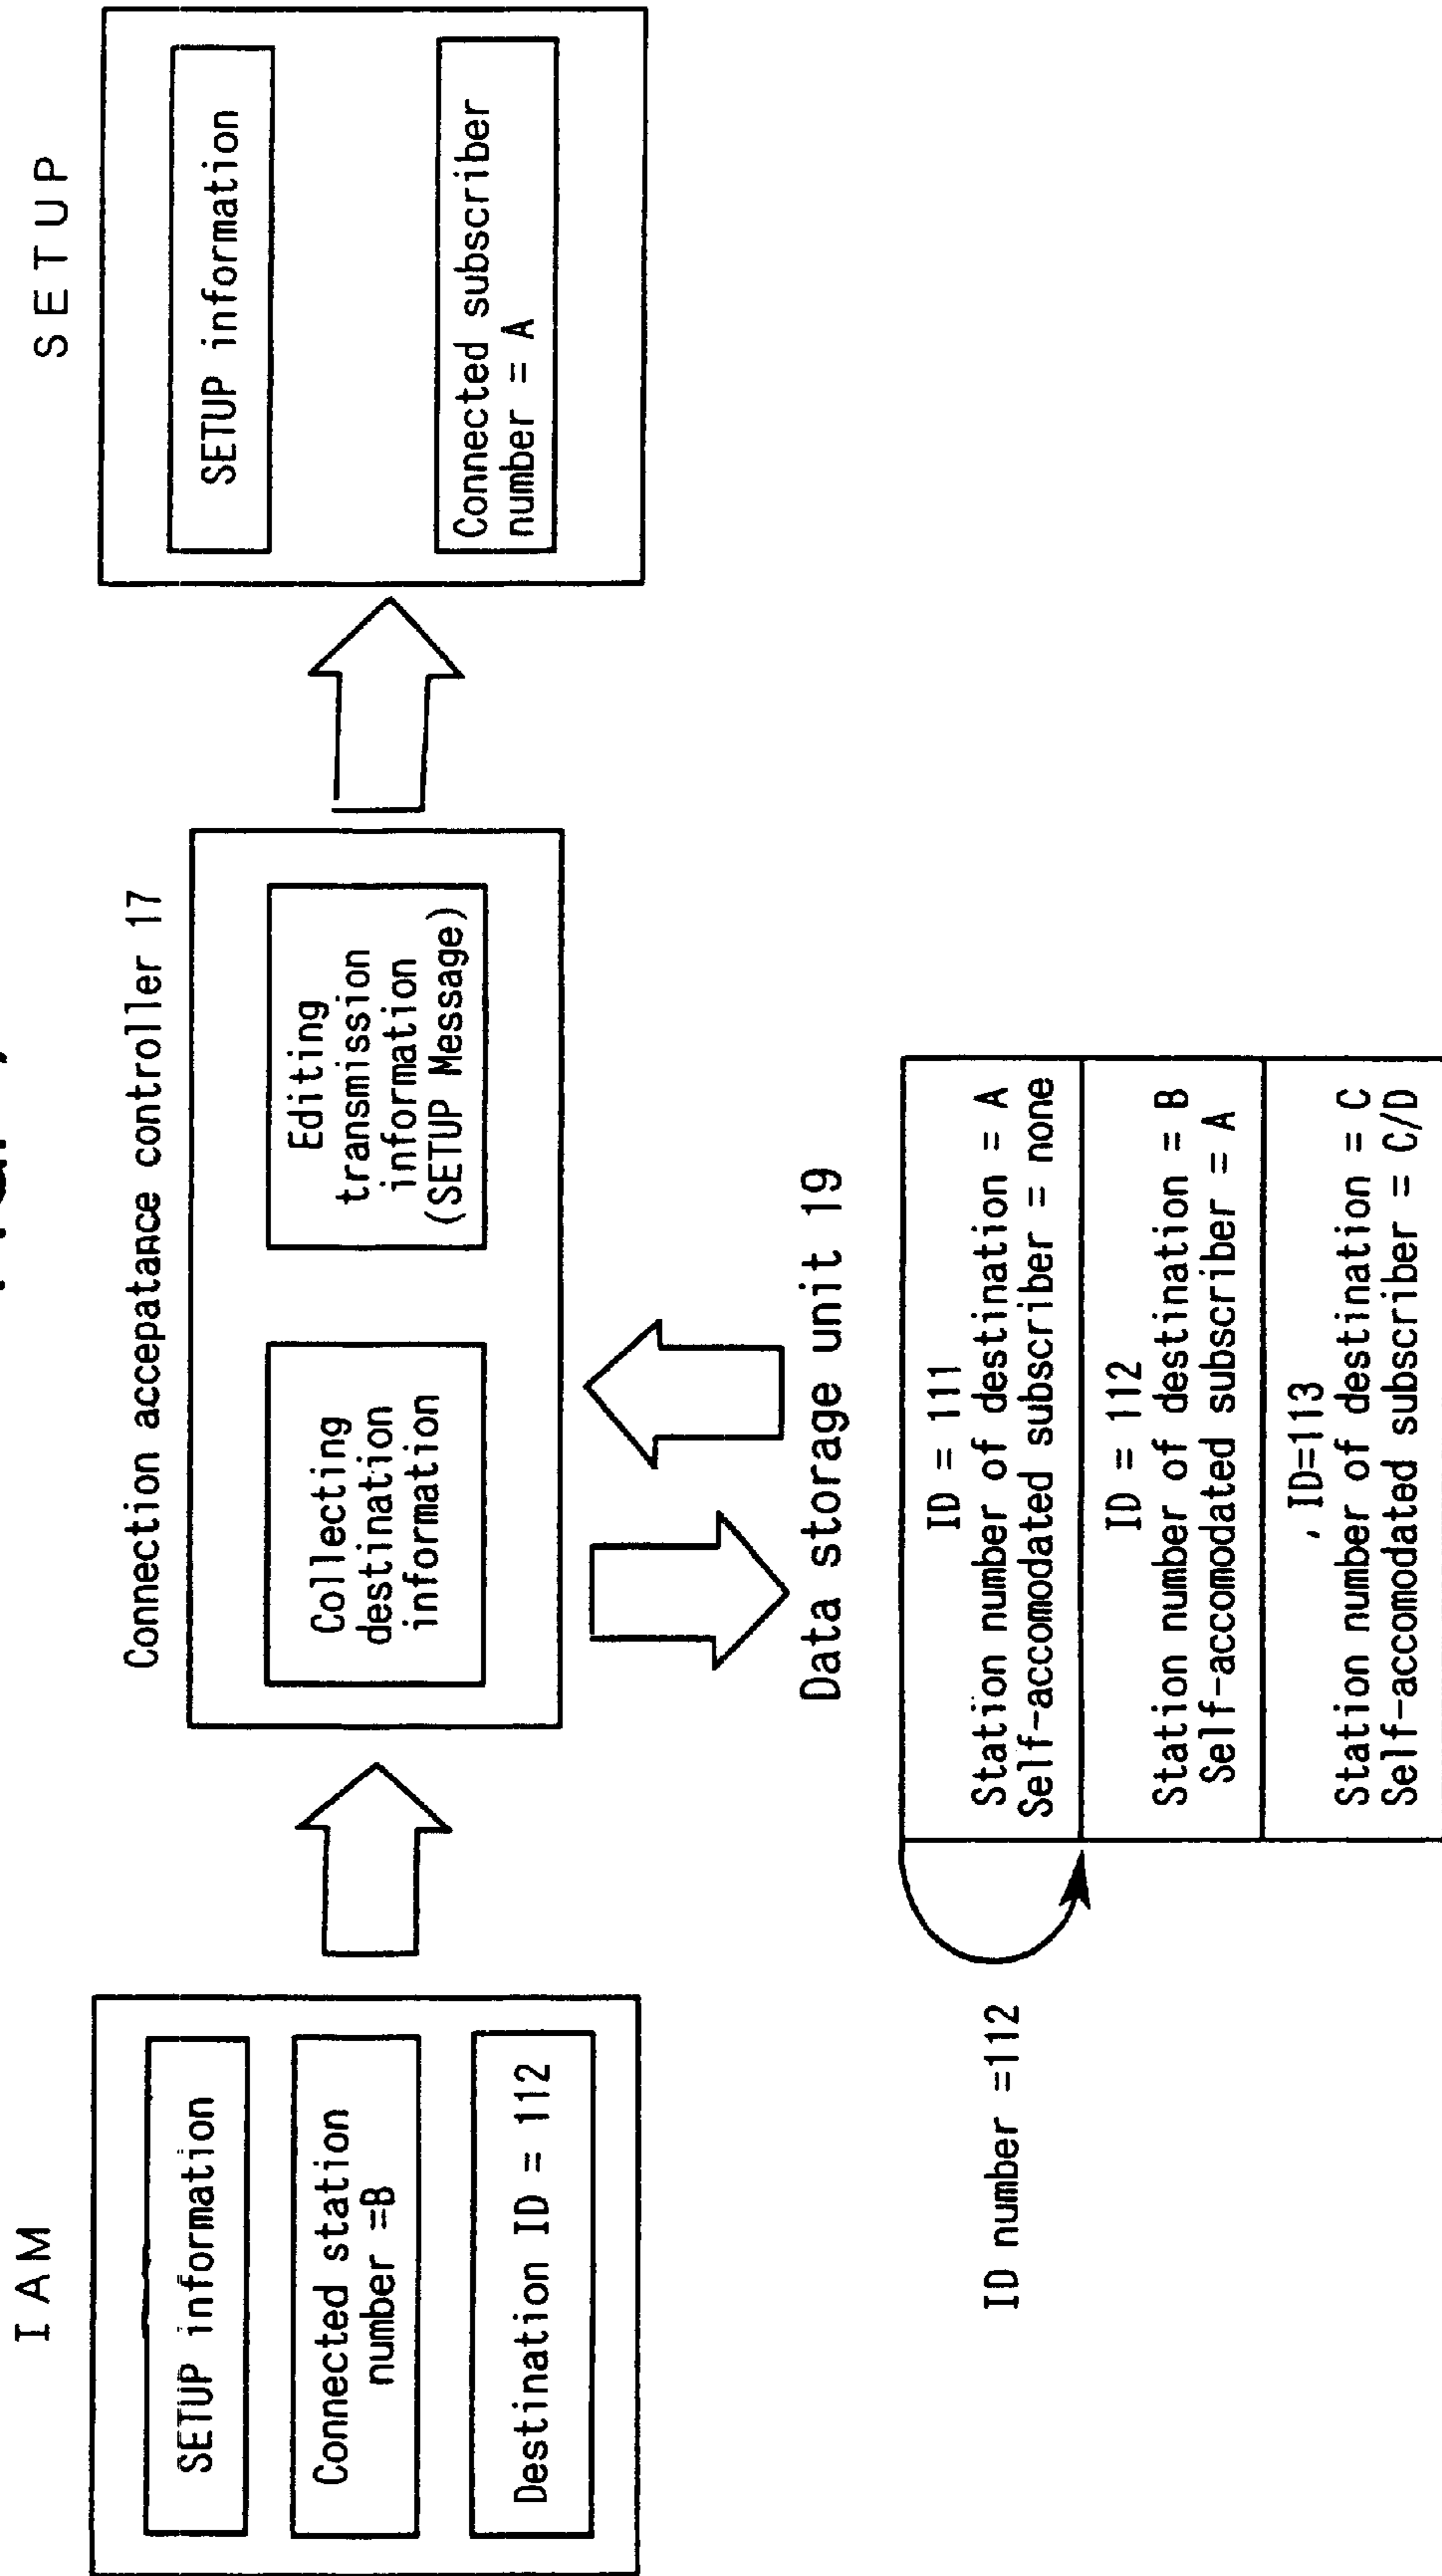 I A M
SETUP information
Connected station
number =B
Destination ID = 112
Connection accepatance controller 17
Collecting
destination
information
Editing
transmission
information
(SETUP Message)
S E T U P
SETUP information
Connected subscriber
number = A
Data storage unit 19
ID number =112
ID = 111
Station number of destination = A
Self-accomodated subscriber = none
ID = 112
Station number of destination = B
Self-accomodated subscriber = A
, ID=113
Station number of destination = C
Self-accomodated subscriber = C/D